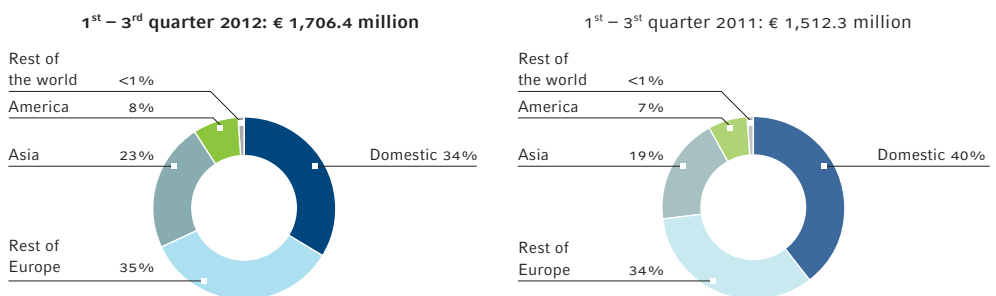 1st – 3rd quarter 2012: € 1,706.4 million
Rest of
the world <1%
America 8%
Asia 23%
Domestic 34%
Rest of
Europe 35%
1st – 3st quarter 2011: € 1,512.3 million
Rest of
the world <1%
America 7%
Asia 19%
Domestic 40%
Rest of
Europe 34%